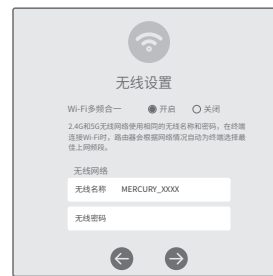 无线设置
Wi-Fi多频合一 开启 关闭
2.4G和5G无线网络使用相同的无线名称和密码，在终端
连接Wi-Fi时，路由器会根据网络情况自动为终端选择最
佳上网频段。
无线网络
无线名称 MERCURY_XXXX
无线密码